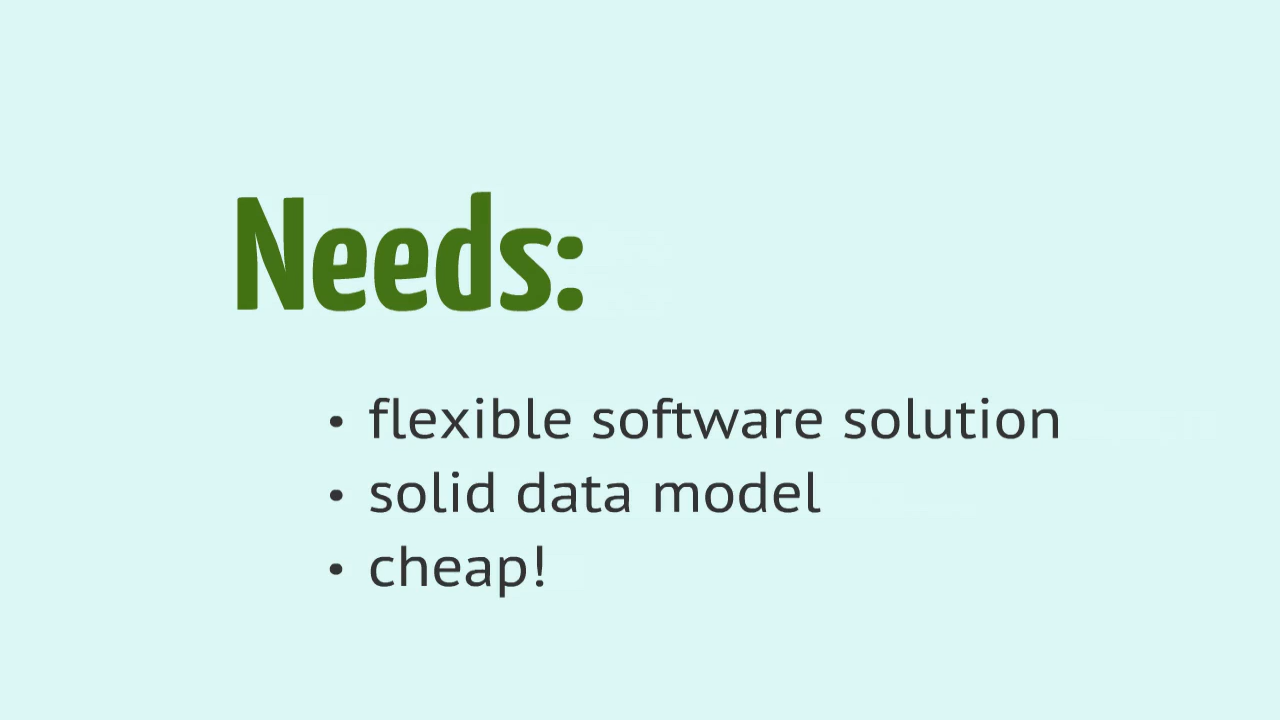 Needs:
• flexible software solution
• solid data model
• cheap!